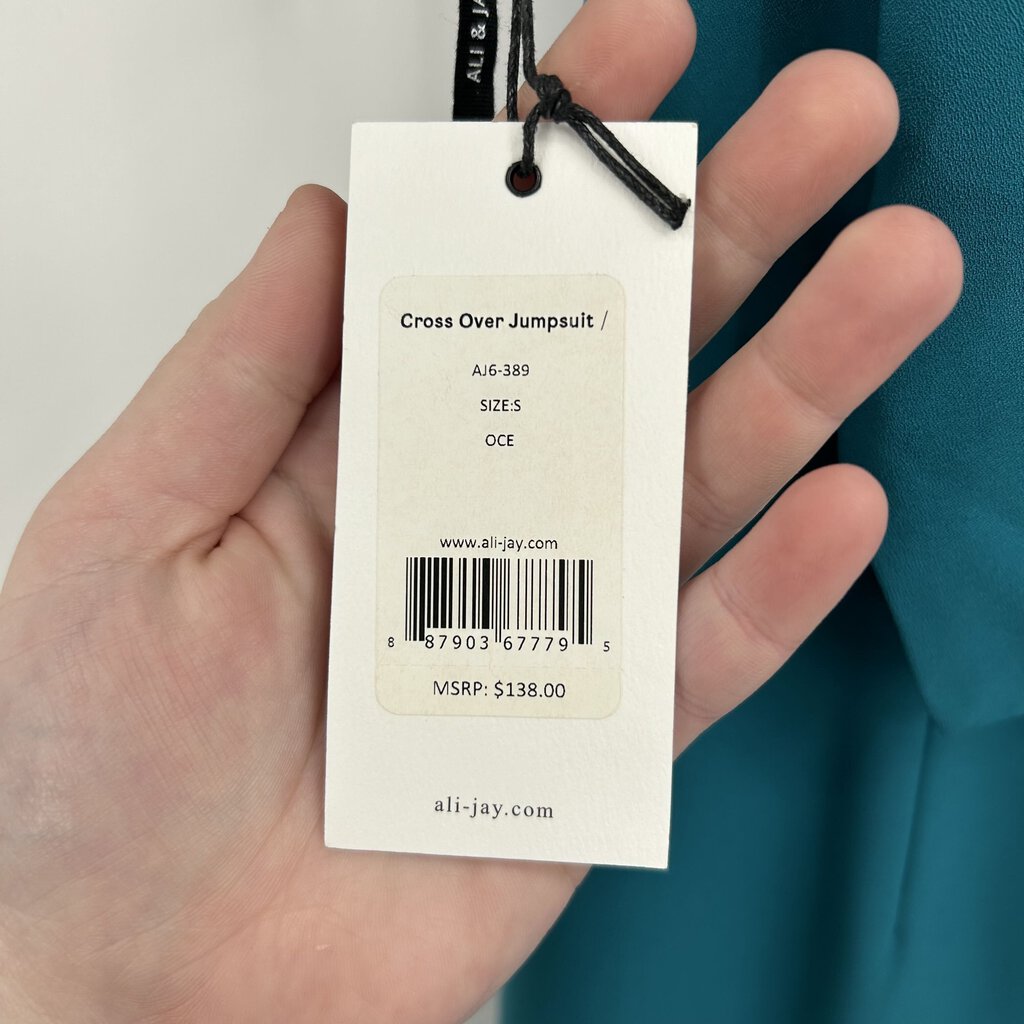 ALI & JA
Cross Over Jumpsuit /
AJ6-389
SIZE:S
OCE
www.ali-jay.com
8 87903 67779 5
MSRP: $138.00
ali-jay.com